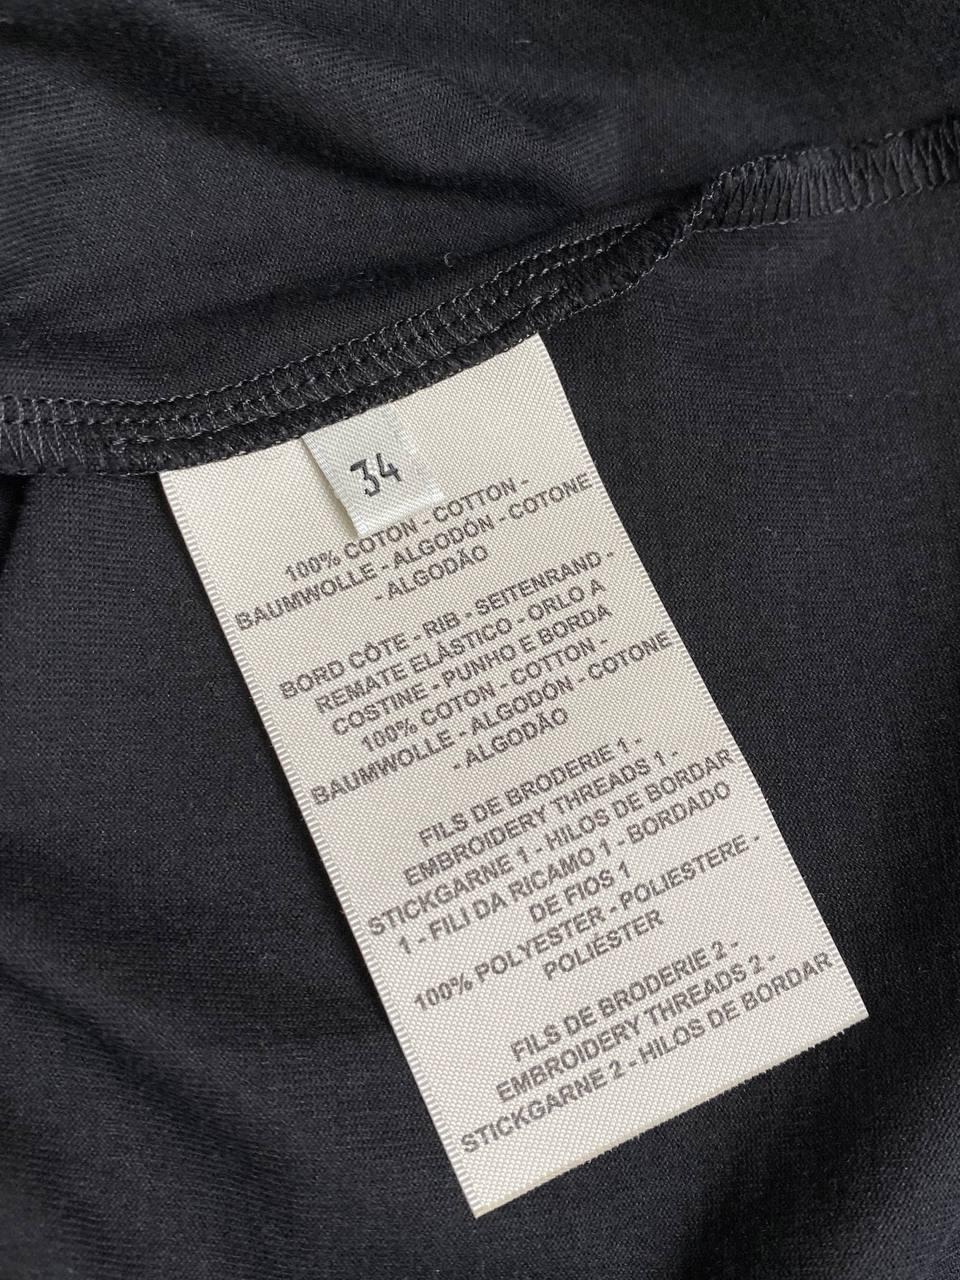 34
100% COTON - COTTON -
BAUMWOLLE - ALGODÓN - COTONE
- ALGODÃO
BORD CÔTE - RIB - SEITENRAND -
REMATE ELÁSTICO - ORLO A
COSTINE - PUNHO E BORDA
100% COTON - COTTON -
BAUMWOLLE - ALGODÓN - COTONE
- ALGODÃO
FILS DE BRODERIE 1 -
EMBROIDERY THREADS 1 -
STICKGARNE 1 - HILOS DE BORDAR
1 - FILI DA RICAMO 1 - BORDADO
DE FIOS 1
100% POLYESTER - POLIESTERE -
POLIÉSTER
FILS DE BRODERIE 2 -
EMBROIDERY THREADS 2 -
STICKGARNE 2 - HILOS DE BORDAR